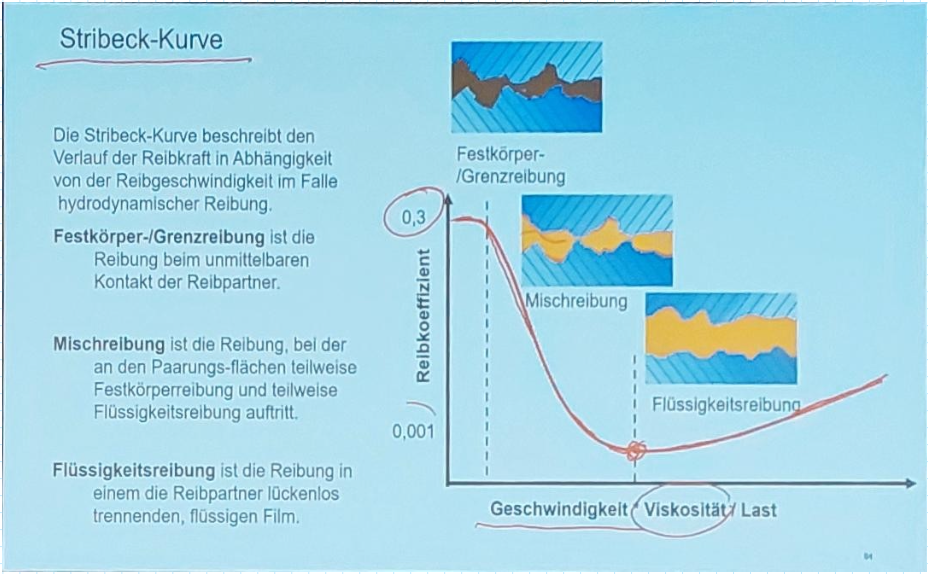 Stribeck-Kurve
Die Stribeck-Kurve beschreibt den
Verlauf der Reibkraft in Abhängigkeit
von der Reibgeschwindigkeit im Falle
hydrodynamischer Reibung.
Festkörper-/Grenzreibung ist die
Reibung beim unmittelbaren
Kontakt der Reibpartner.
Mischreibung ist die Reibung, bei der
an den Paarungs-flächen teilweise
Festkörperreibung und teilweise
Flüssigkeitsreibung auftritt.
Flüssigkeitsreibung ist die Reibung in
einem die Reibpartner lückenlos
trennenden, flüssigen Film.
Festkörper-
/Grenzreibung
Mischreibung
Flüssigkeitsreibung
0,3
Reibkoeffizient
0,001
Geschwindigkeit * Viskosität / Last